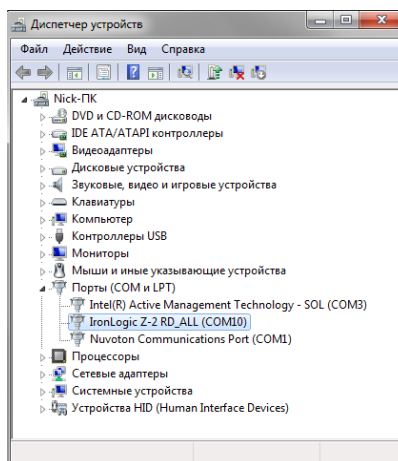 Диспетчер устройств
Файл Действие Вид Справка
Nick-ПК
DVD и CD-ROM дисководы
IDE ATA/ATAPI контроллеры
Видеоадаптеры
Дисковые устройства
Звуковые, видео и игровые устройства
Клавиатуры
Компьютер
Контроллеры USB
Мониторы
Мыши и иные указывающие устройства
Порты (COM и LPT)
Intel(R) Active Management Technology - SOL (COM3)
IronLogic Z-2 RD_ALL (COM10)
Nuvoton Communications Port (COM1)
Процессоры
Сетевые адаптеры
Системные устройства
Устройства HID (Human Interface Devices)